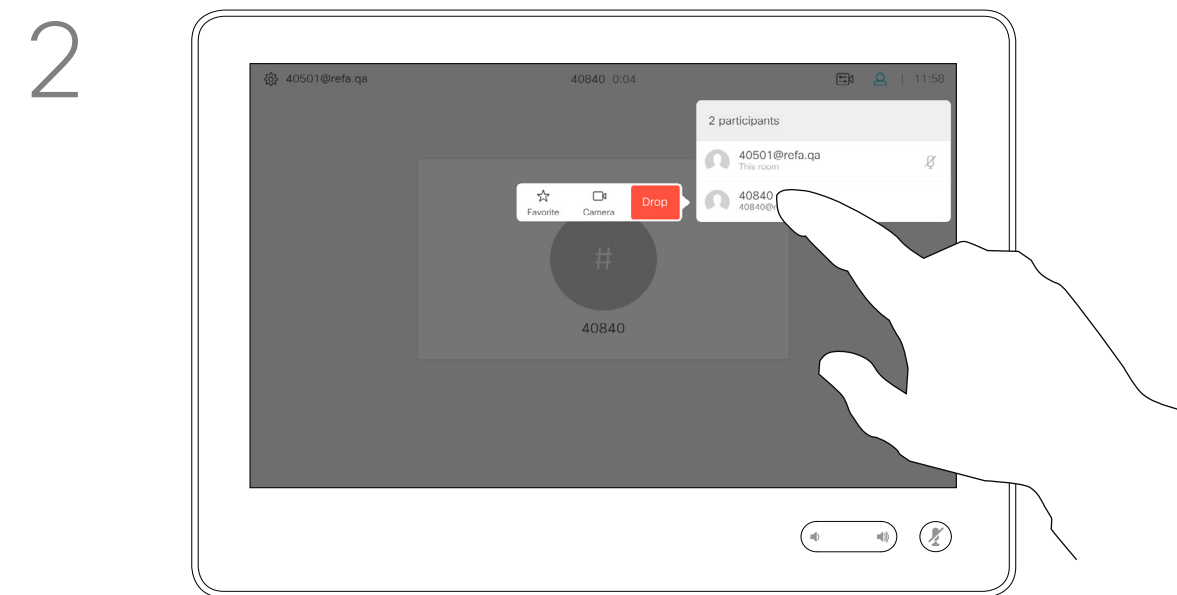 2
40501@refa.qa
40840 0:04
| 11:58
2 participants
40501@refa.qa
This room
40840
Favorite
Camera
Drop
#
40840